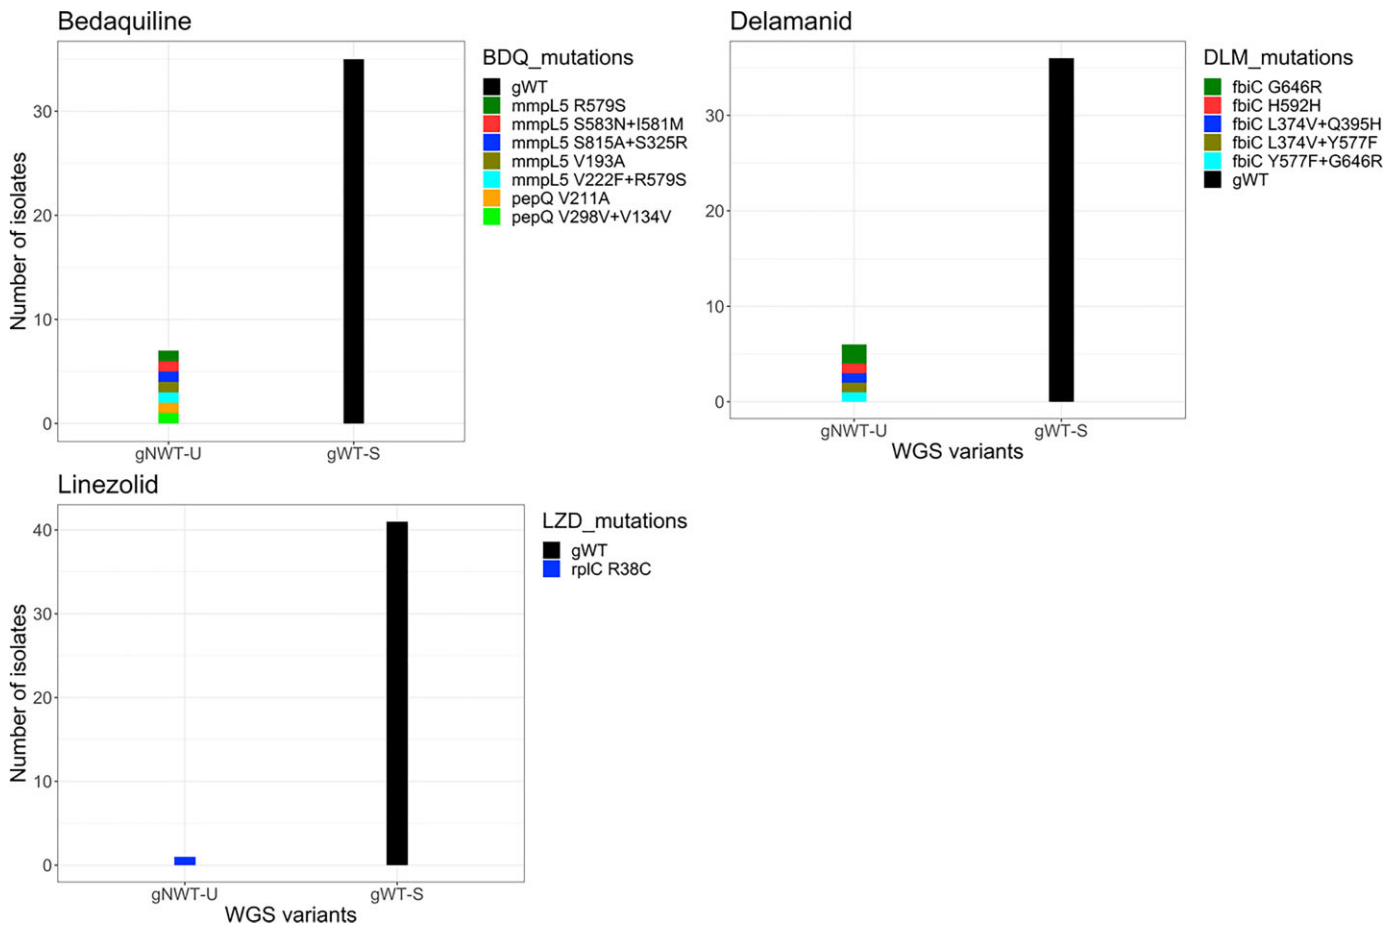 Bedaquiline
Number of isolates
30
20
10
0
gNWT-U
gWT-S
BDQ_mutations
gWT
mmpL5 R579S
mmpL5 S583N+I581M
mmpL5 S815A+S325R
mmpL5 V193A
mmpL5 V222F+R579S
pepQ V211A
pepQ V298V+V134V
Delamanid
30
20
10
0
gNWT-U
gWT-S
WGS variants
DLM_mutations
fbiC G646R
fbiC H592H
fbiC L374V+Q395H
fbiC L374V+Y577F
fbiC Y577F+G646R
gWT
Linezolid
Number of isolates
40
30
20
10
0
gNWT-U
gWT-S
WGS variants
LZD_mutations
gWT
rplC R38C